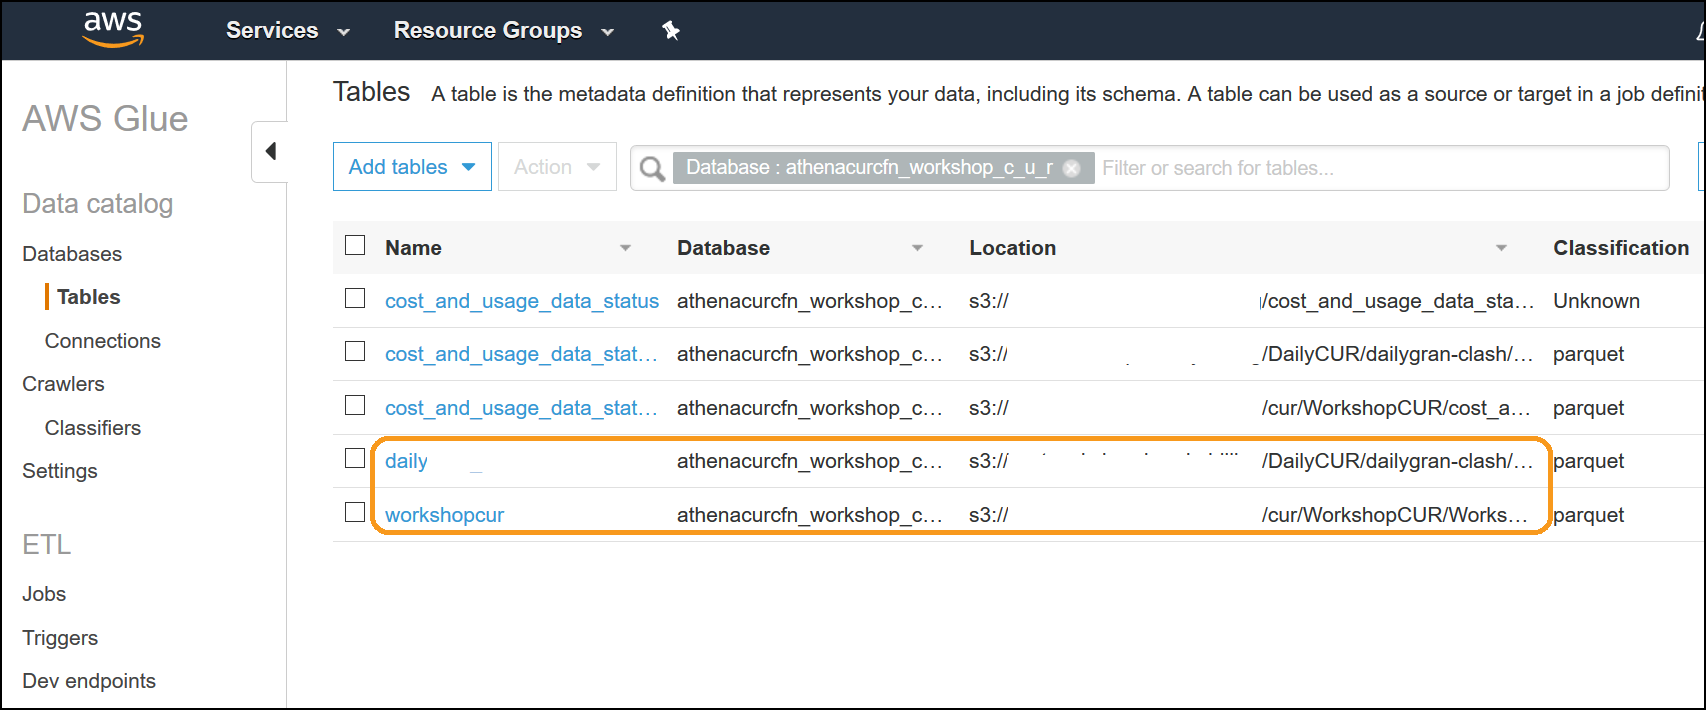 aws Services Resource Groups
AWS Glue
Data catalog
Databases
Tables
Connections
Crawlers
Classifiers
Settings
ETL
Jobs
Triggers
Dev endpoints
Tables A table is the metadata definition that represents your data, including its schema. A table can be used as a source or target in a job definit
Add tables Action Database : athenacurcfn_workshop_c_u_r Filter or search for tables...
Name Database Location Classification
cost_and_usage_data_status athenacurcfn_workshop_c... s3:// /cost_and_usage_data_sta... Unknown
cost_and_usage_data_stat... athenacurcfn_workshop_c... s3:// /DailyCUR/dailygran-clash/... parquet
cost_and_usage_data_stat... athenacurcfn_workshop_c... s3:// /cur/WorkshopCUR/cost_a... parquet
daily _ athenacurcfn_workshop_c... s3:// /DailyCUR/dailygran-clash/... parquet
workshopcur athenacurcfn_workshop_c... s3:// /cur/WorkshopCUR/Works... parquet